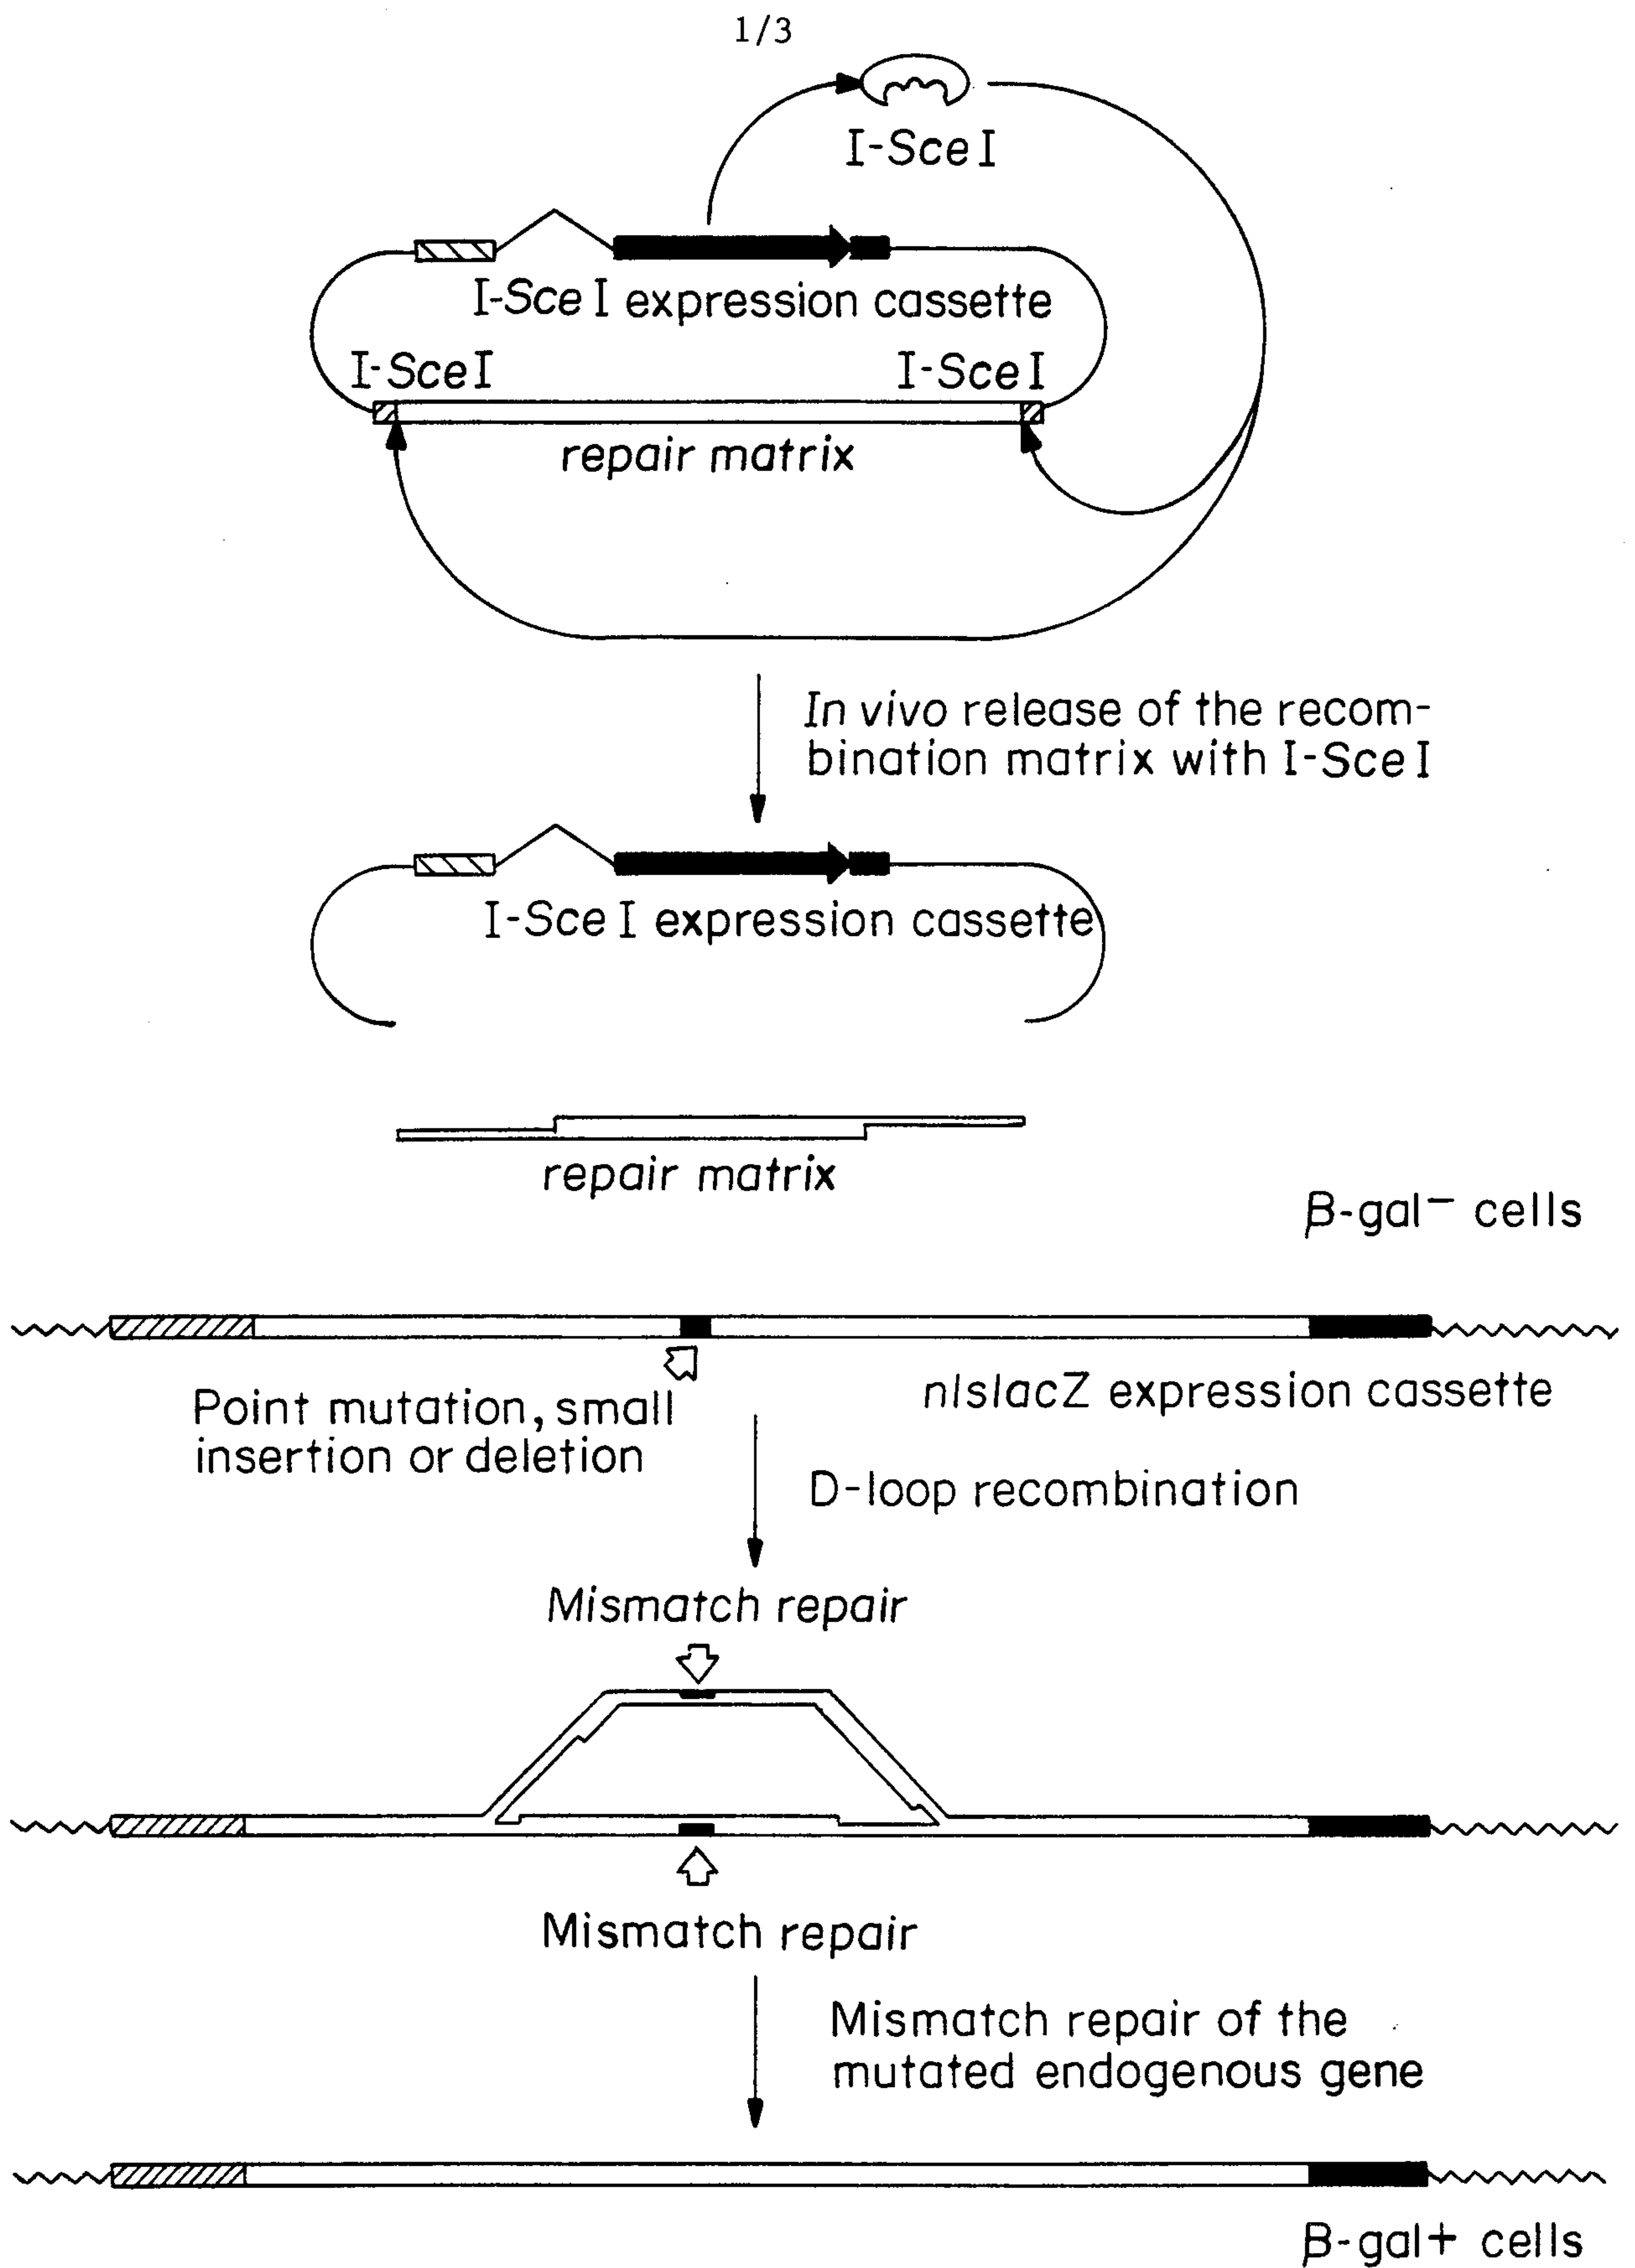 1/3
I-SceI
I-SceI expression cassette
I-SceI
I-SceI
repair matrix
In vivo release of the recom-
bination matrix with I-SceI
I-SceI expression cassette
repair matrix
β-gal⁻ cells
Point mutation, small
insertion or deletion
nlslacZ expression cassette
D-loop recombination
Mismatch repair
Mismatch repair
Mismatch repair of the
mutated endogenous gene
β-gal+ cells